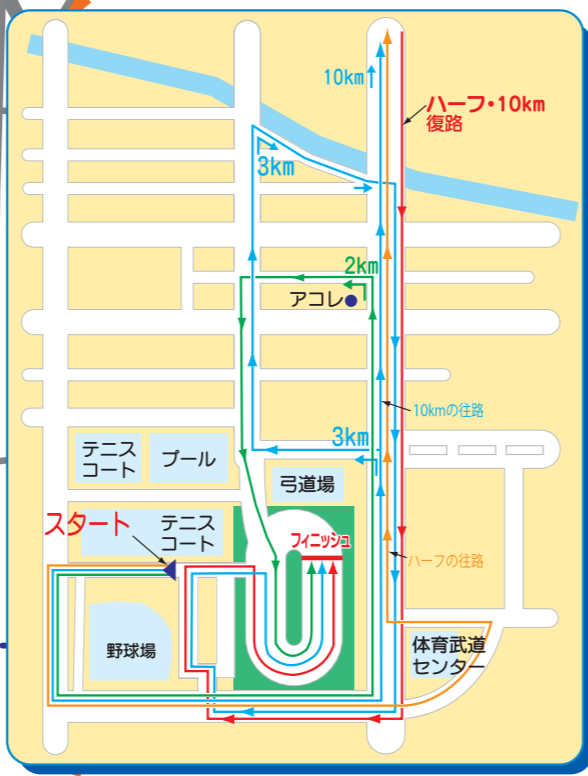 10km
ハーフ・10km
復路
3km
2km
アコレ
10kmの往路
3km
テニス
コート
プール
弓道場
スタート
テニス
コート
フィニッシュ
ハーフの往路
野球場
体育武道
センター